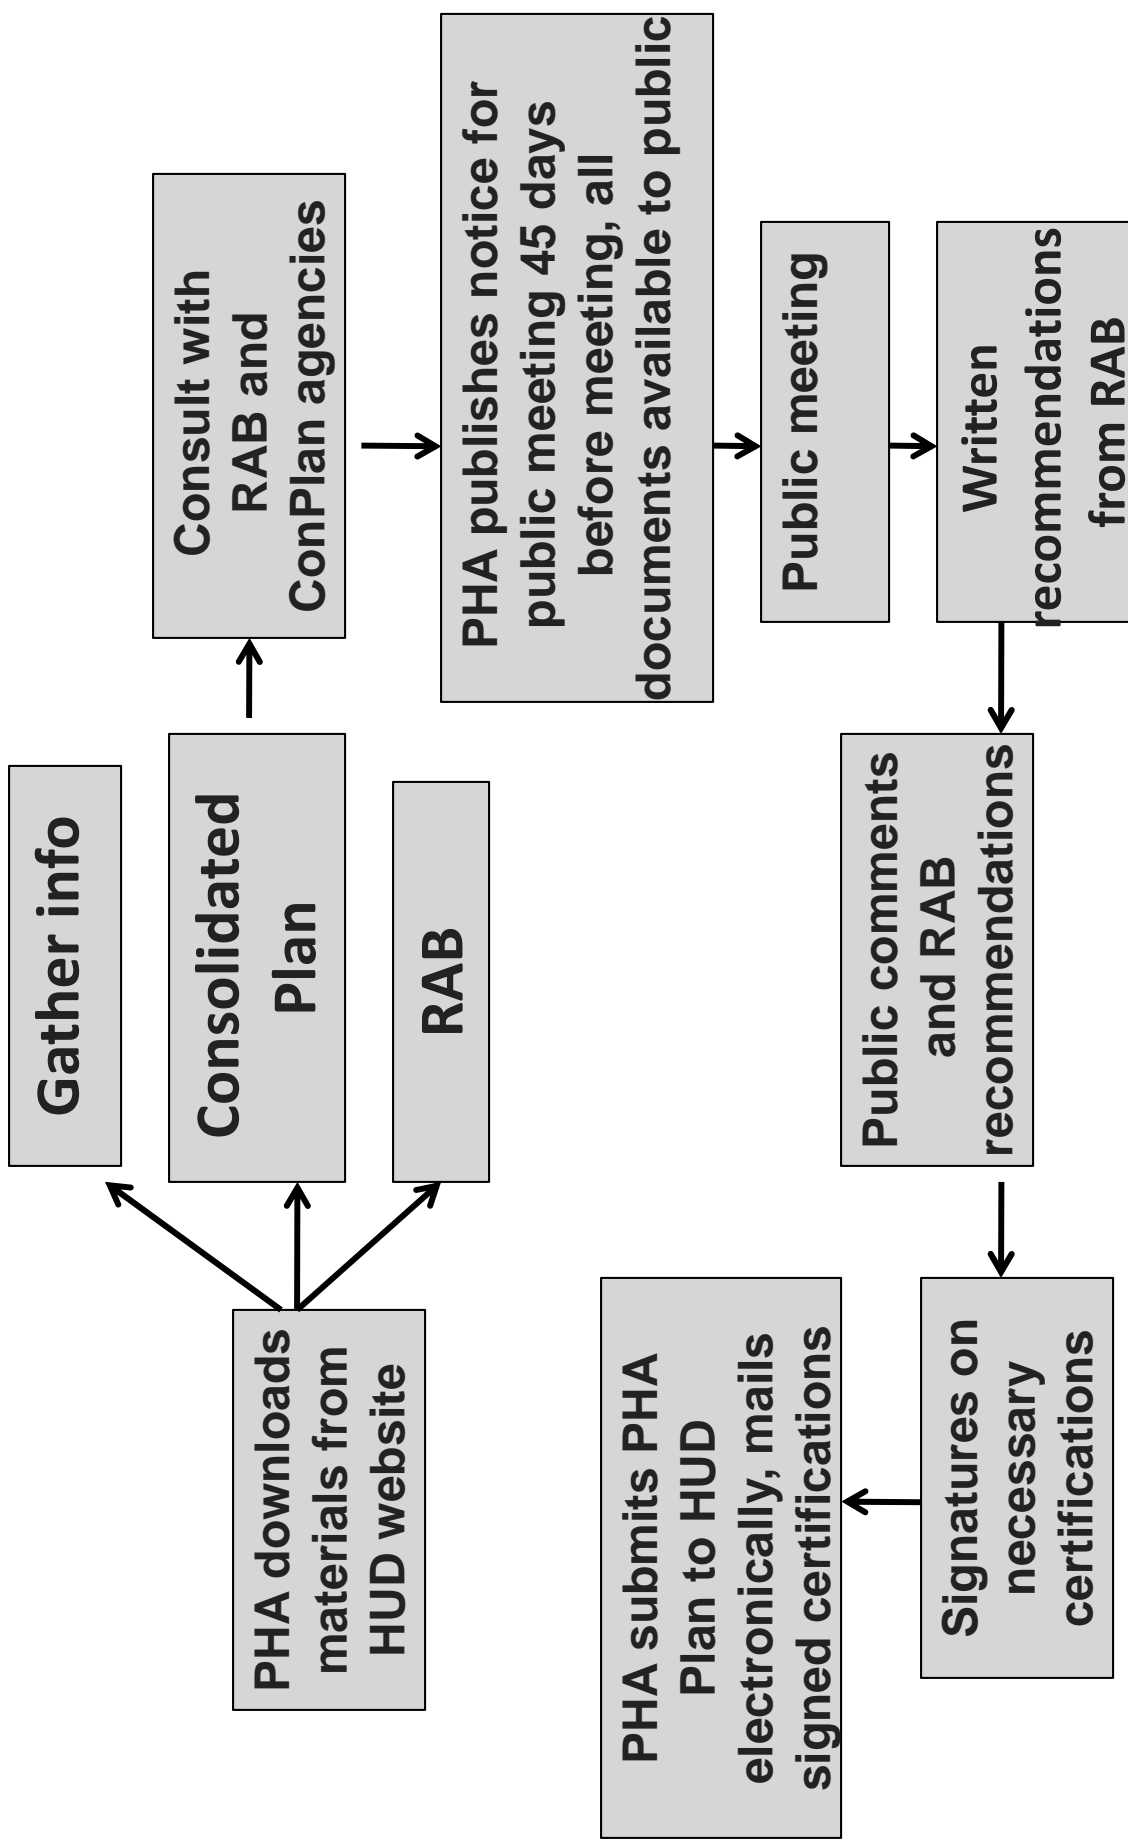 PHA downloads
materials from
HUD website
Gather info
Consolidated
Plan
RAB
Consult with
RAB and
ConPlan agencies
PHA publishes notice for
public meeting 45 days
before meeting, all
documents available to public
Public meeting
Written
recommendations
from RAB
Public comments
and RAB
recommendations
Signatures on
necessary
certifications
PHA submits PHA
Plan to HUD
electronically, mails
signed certifications